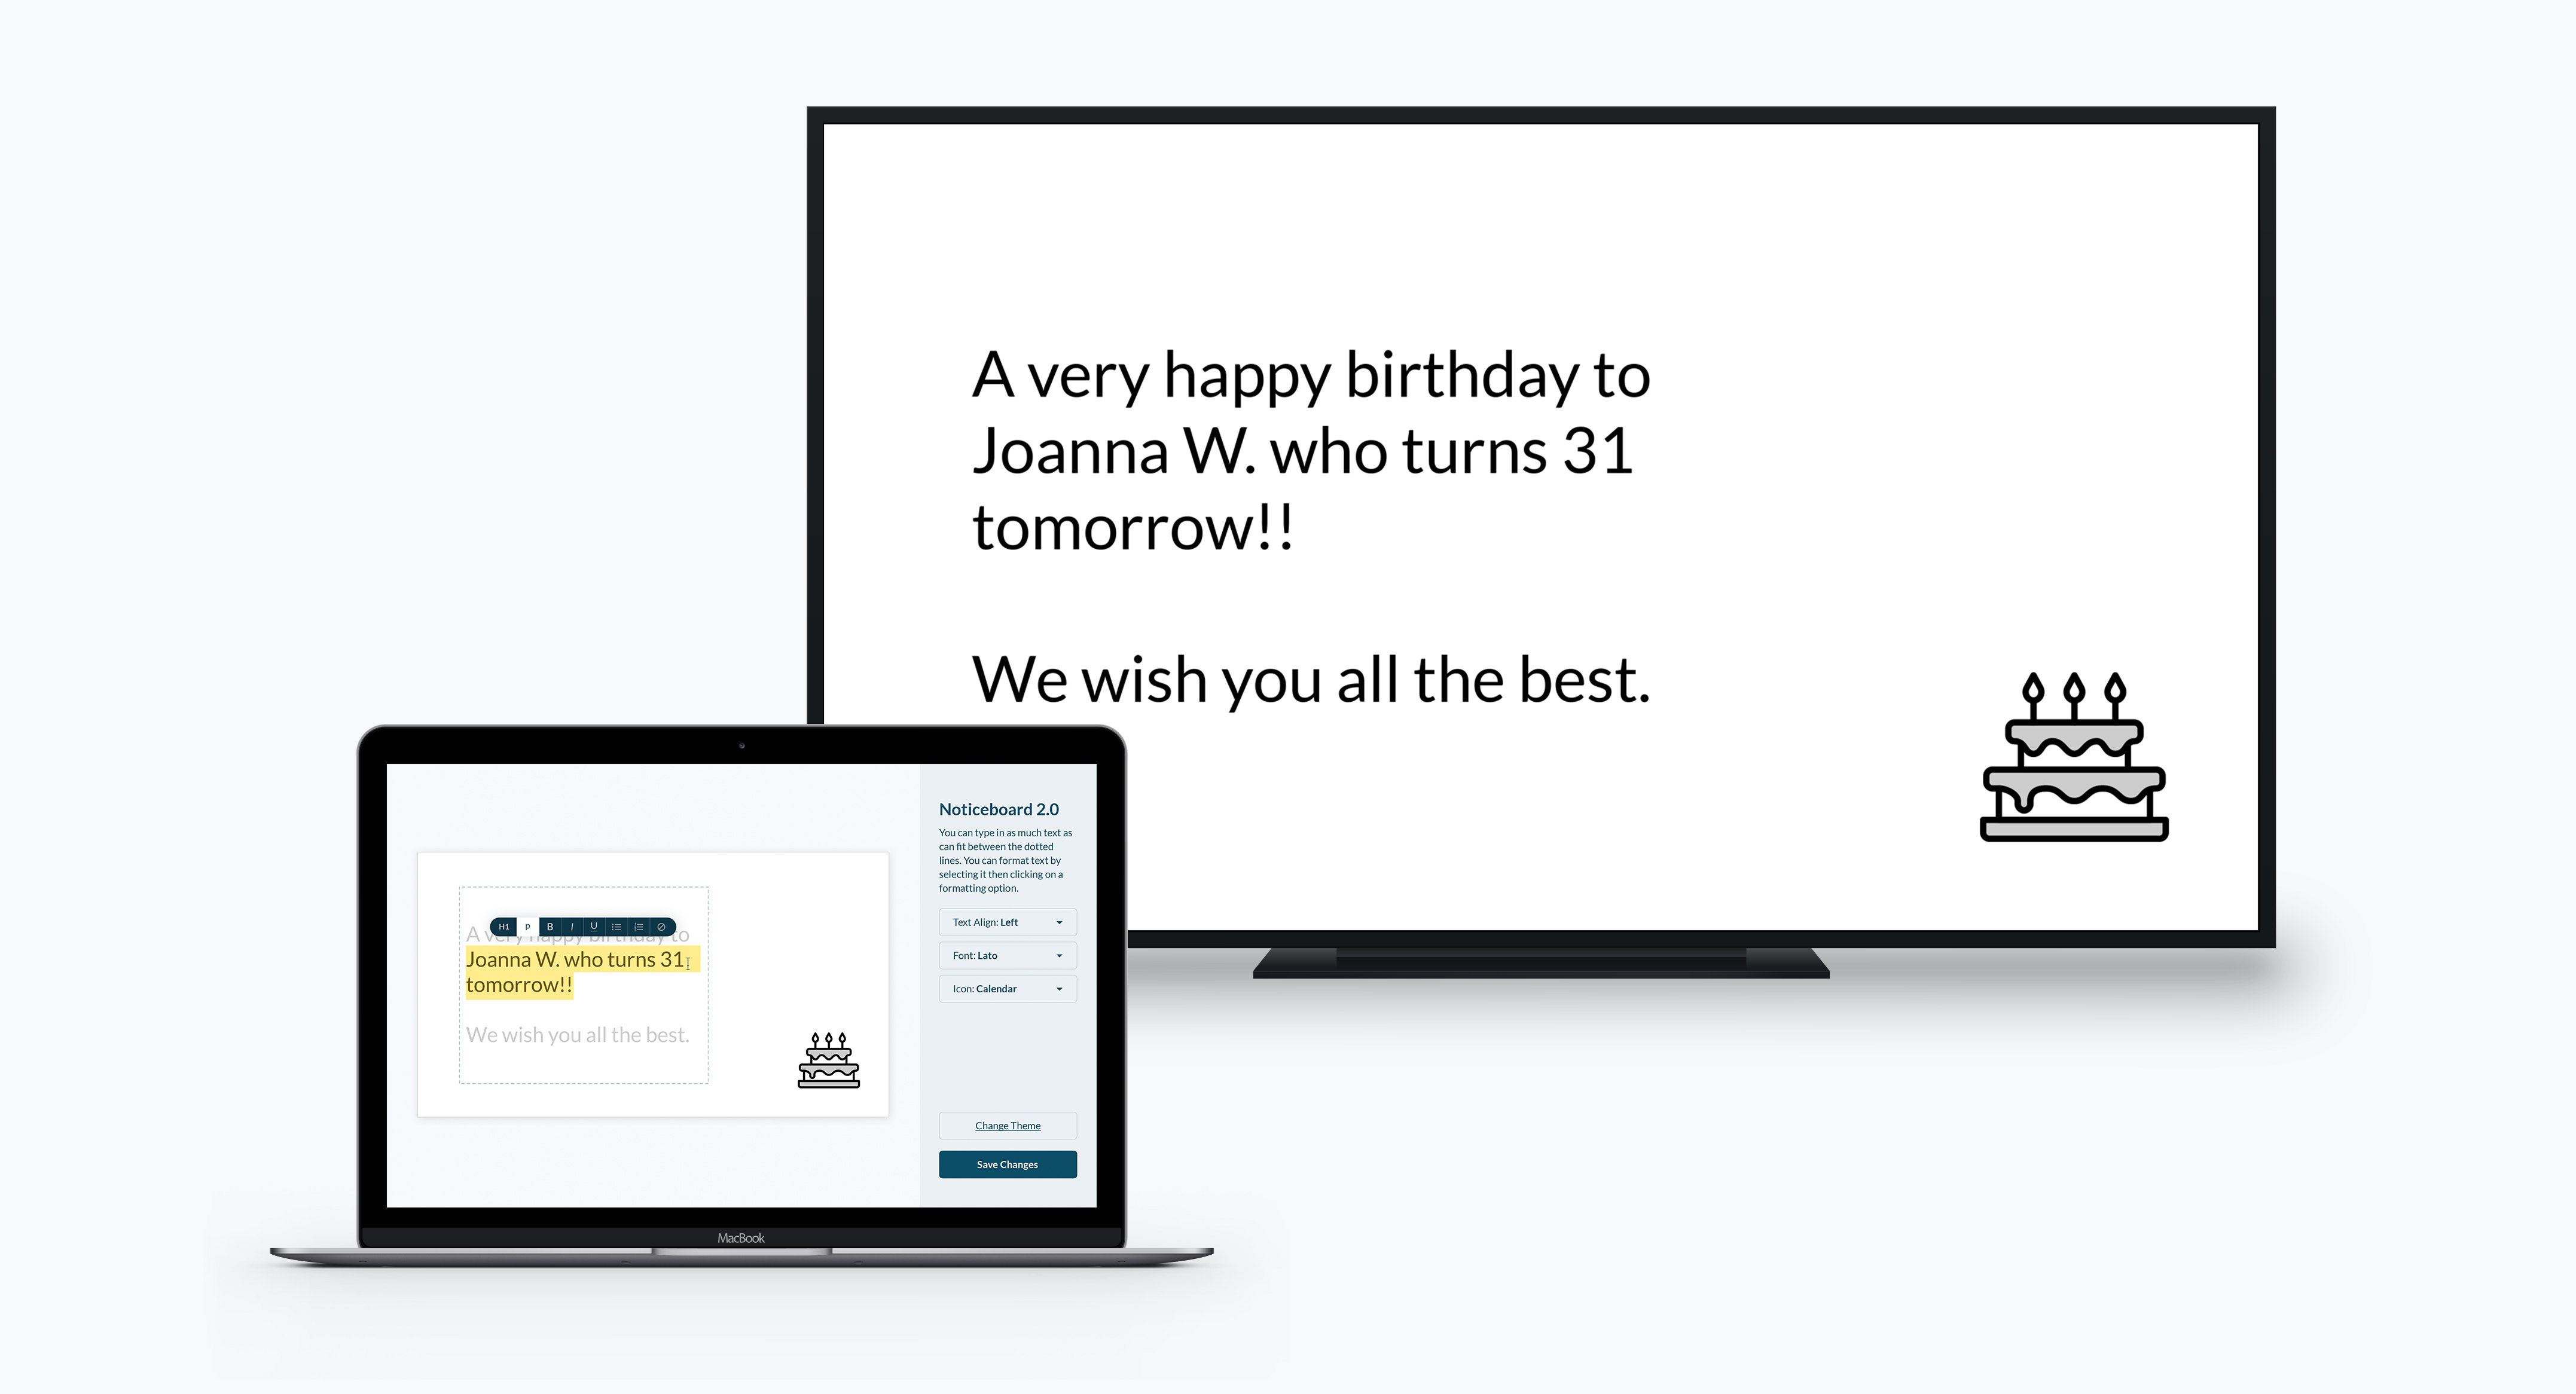 A very happy birthday to
Joanna W. who turns 31
tomorrow!!
We wish you all the best.
H1 P B I U
A very happy birthday to
Joanna W. who turns 31
tomorrow!!
We wish you all the best.
Noticeboard 2.0
You can type in as much text as
can fit between the dotted
lines. You can format text by
selecting it then clicking on a
formatting option.
Text Align: Left
Font: Lato
Icon: Calendar
Change Theme
Save Changes
MacBook